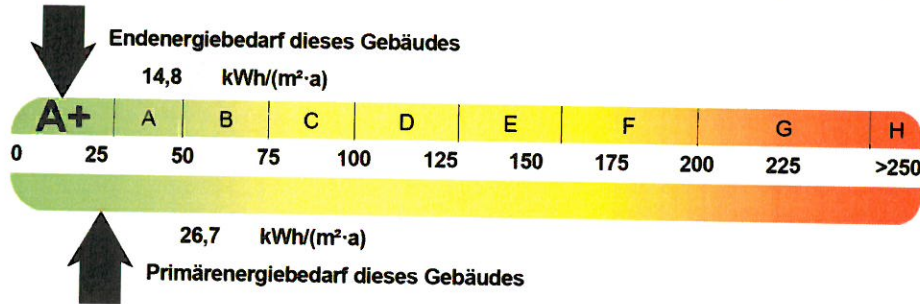 Endenergiebedarf dieses Gebäudes
14,8 kWh/(m²·a)
A+ A B C D E F G H
0 25 50 75 100 125 150 175 200 225 >250
26,7 kWh/(m²·a)
Primärenergiebedarf dieses Gebäudes